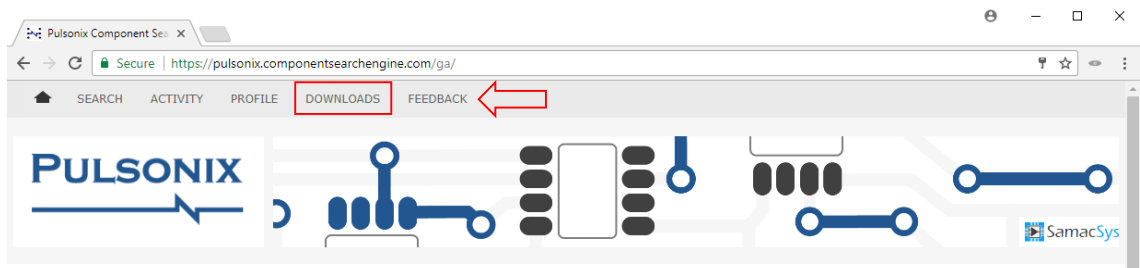 Pulsonix Component Sea
Secure | https://pulsonix.componentsearchengine.com/ga/
SEARCH ACTIVITY PROFILE DOWNLOADS FEEDBACK
PULSONIX
SamacSys